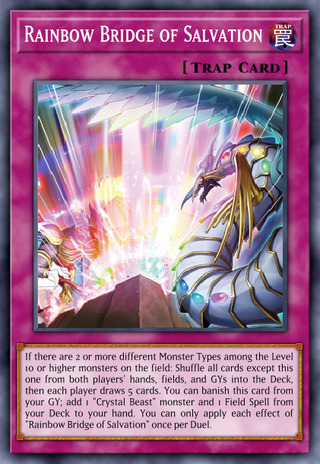 Rainbow Bridge of Salvation
TRAP
罠
[Trap Card]
If there are 2 or more different Monster Types among the Level
10 or higher monsters on the field: Shuffle all cards except this
one from both players' hands, fields, and GYs into the Deck,
then each player draws 5 cards. You can banish this card from
your GY; add 1 "Crystal Beast" monster and 1 Field Spell from
your Deck to your hand. You can only apply each effect of
"Rainbow Bridge of Salvation" once per Duel.